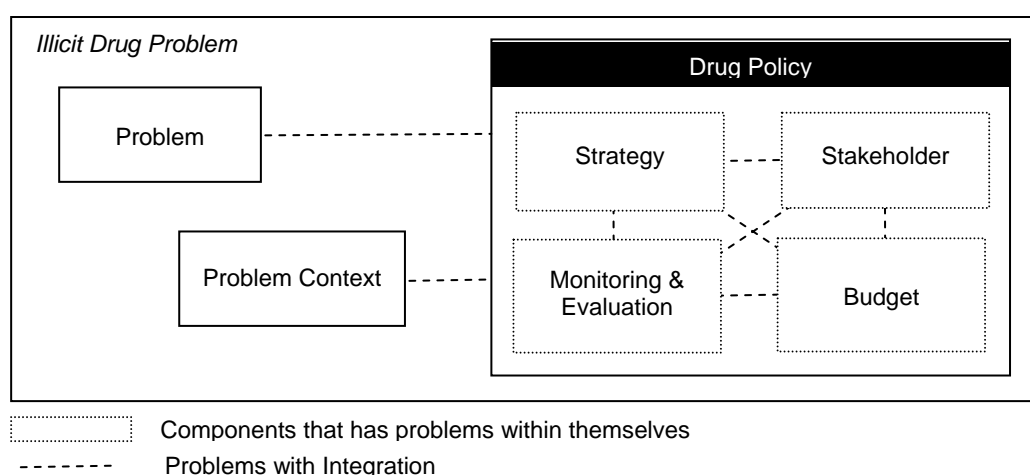 Illicit Drug Problem
Drug Policy
Problem
Strategy
Stakeholder
Problem Context
Monitoring &
Evaluation
Budget
Components that has problems within themselves
Problems with Integration